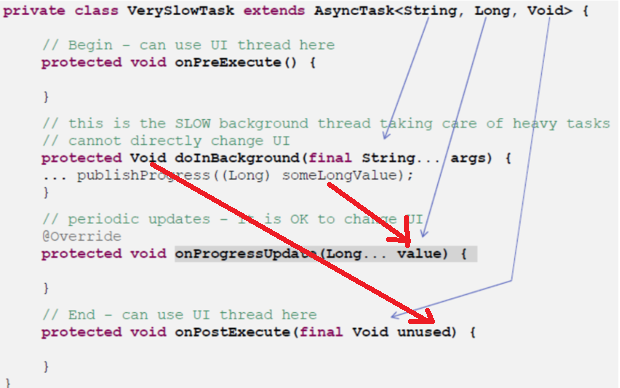 private class VerySlowTask extends AsyncTask<String, Long, Void> {
// Begin - can use UI thread here
protected void onPreExecute() {
}
// this is the SLOW background thread taking care of heavy tasks
// cannot directly change UI
protected Void doInBackground(final String... args) {
... publishProgress((Long) someLongValue);
}
// periodic updates - it is OK to change UI
@Override
protected void onProgressUpdate(Long... value) {
}
// End - can use UI thread here
protected void onPostExecute(final Void unused) {
}
}